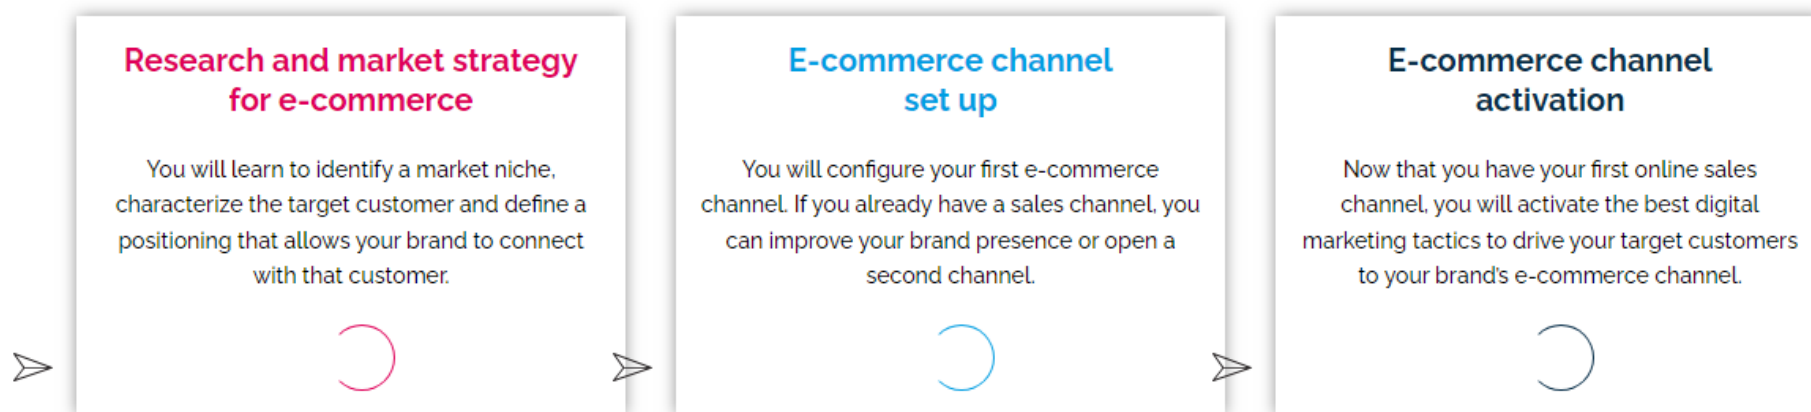 Research and market strategy
for e-commerce
You will learn to identify a market niche,
characterize the target customer and define a
positioning that allows your brand to connect
with that customer.
E-commerce channel
set up
You will configure your first e-commerce
channel. If you already have a sales channel, you
can improve your brand presence or open a
second channel.
E-commerce channel
activation
Now that you have your first online sales
channel, you will activate the best digital
marketing tactics to drive your target customers
to your brand's e-commerce channel.